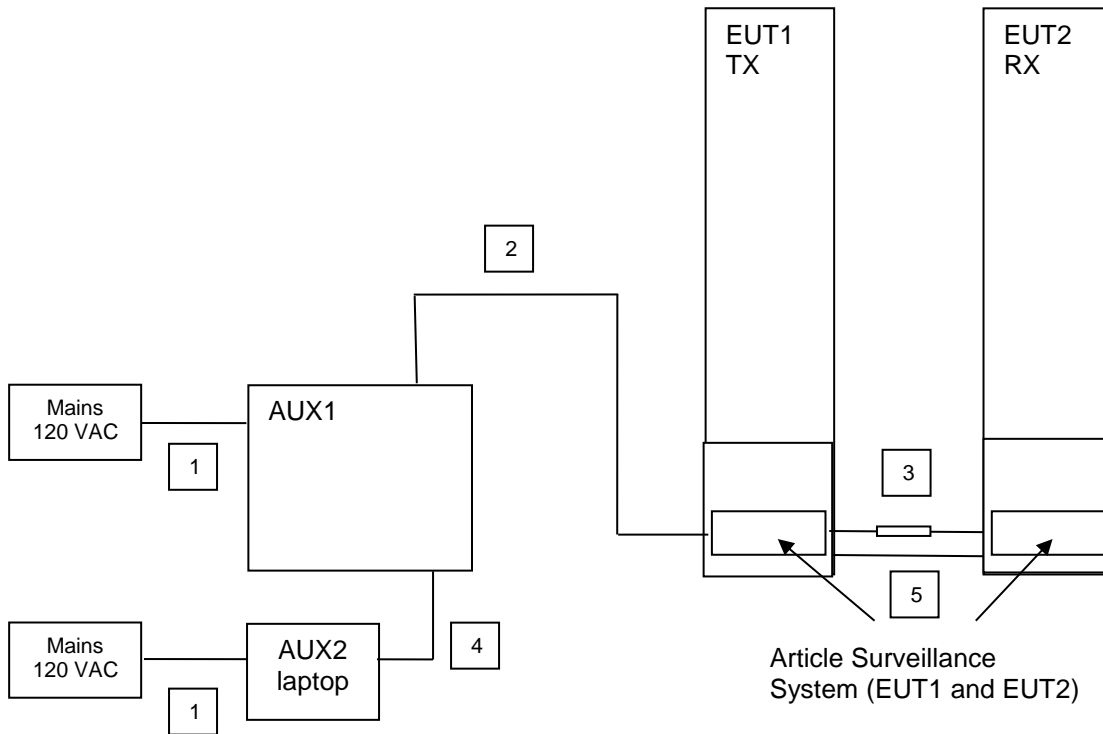 EUT1
TX
EUT2
RX
2
Mains
120 VAC
1
AUX1
3
5
Mains
120 VAC
1
AUX2
laptop
4
Article Surveillance
System (EUT1 and EUT2)